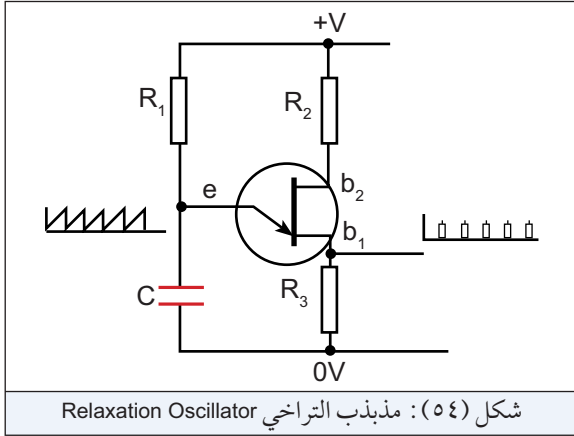 +V
R1
R2
e
b2
b1
C
R3
0V
شكل (٥٤): مذبذب التراخي Relaxation Oscillator